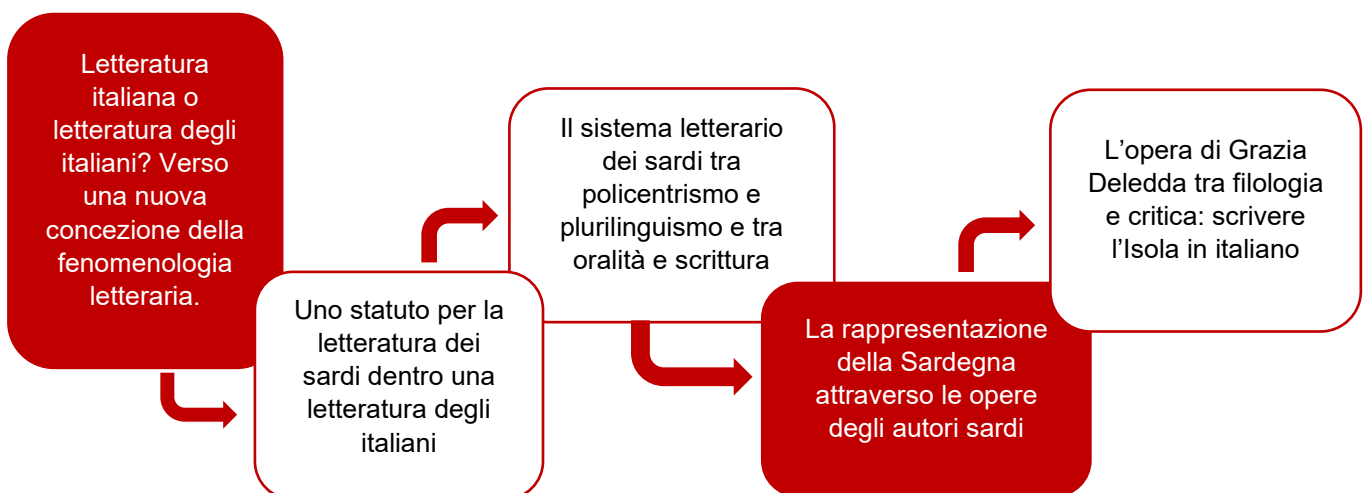 Letteratura
italiana o
letteratura degli
italiani? Verso
una nuova
concezione della
fenomenologia
letteraria.
Uno statuto per la
letteratura dei
sardi dentro una
letteratura degli
italiani
Il sistema letterario
dei sardi tra
policentrismo e
plurilinguismo e tra
oralità e scrittura
La rappresentazione
della Sardegna
attraverso le opere
degli autori sardi
L’opera di Grazia
Deledda tra filologia
e critica: scrivere
l’Isola in italiano